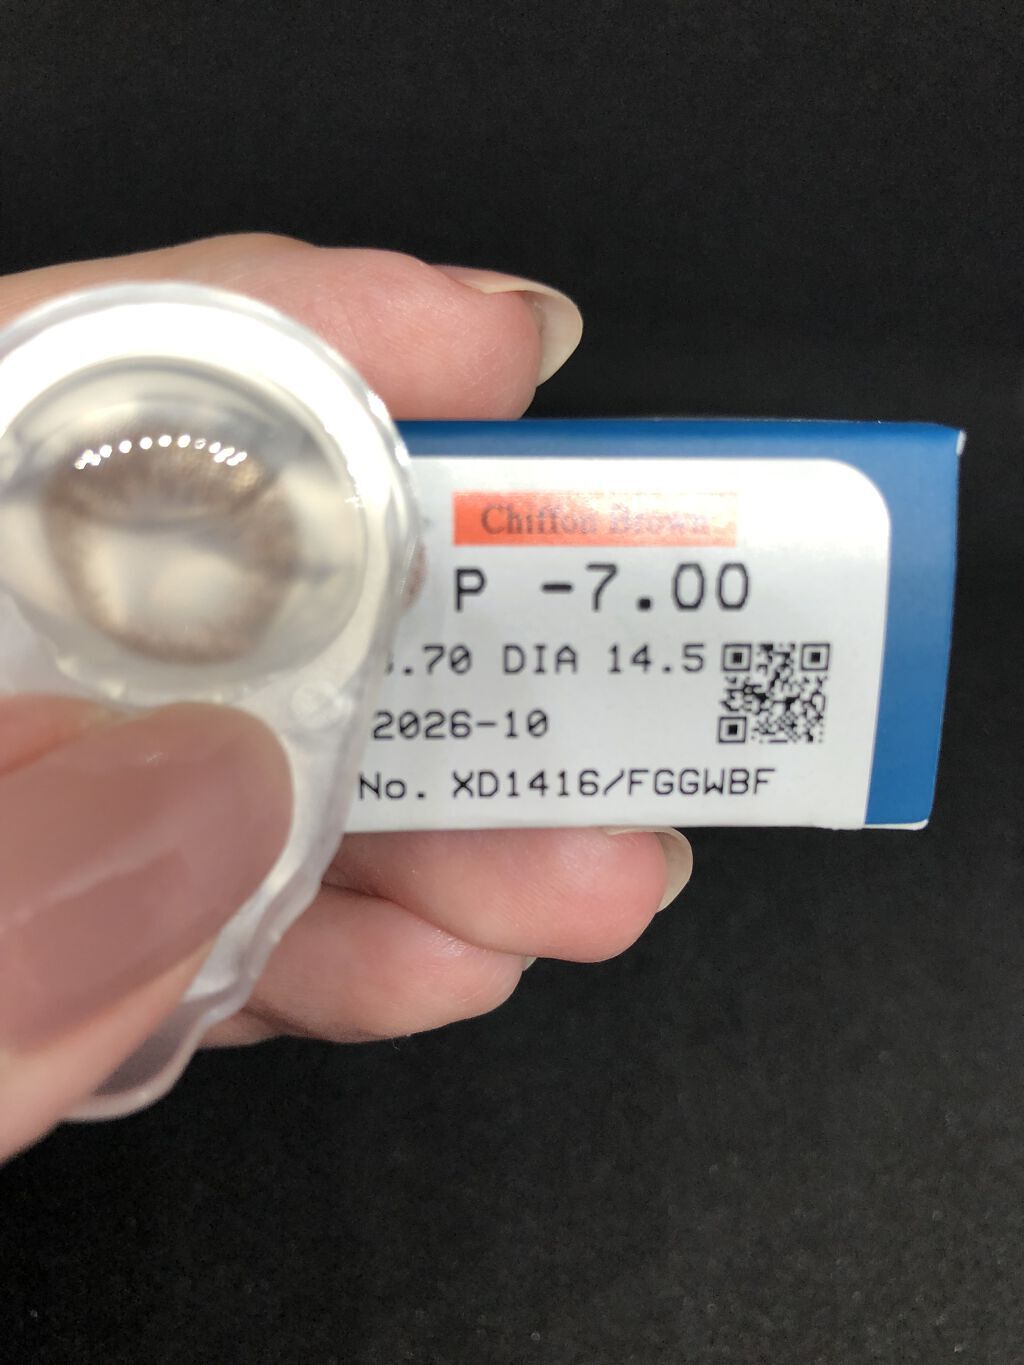 Chiffon Brown
P -7.00
.70 DIA 14.5
2026-10
No. XD1416/FGGWBF